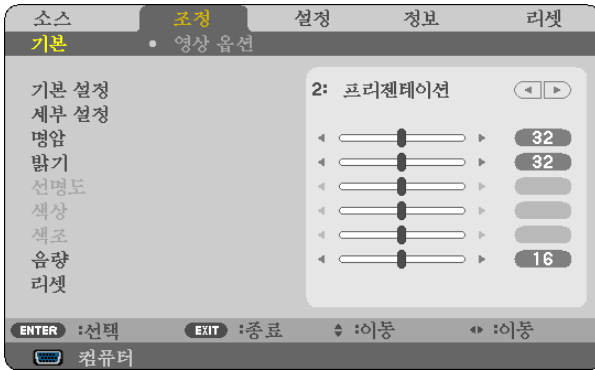 소스 조정 설정 정보 리셋
기본 • 영상 옵션
기본 설정 2: 프리젠테이션
세부 설정
명암 32
밝기 32
선명도
색상
색조
음량 16
리셋
ENTER :선택 EXIT :종료 :이동 :이동
컴퓨터